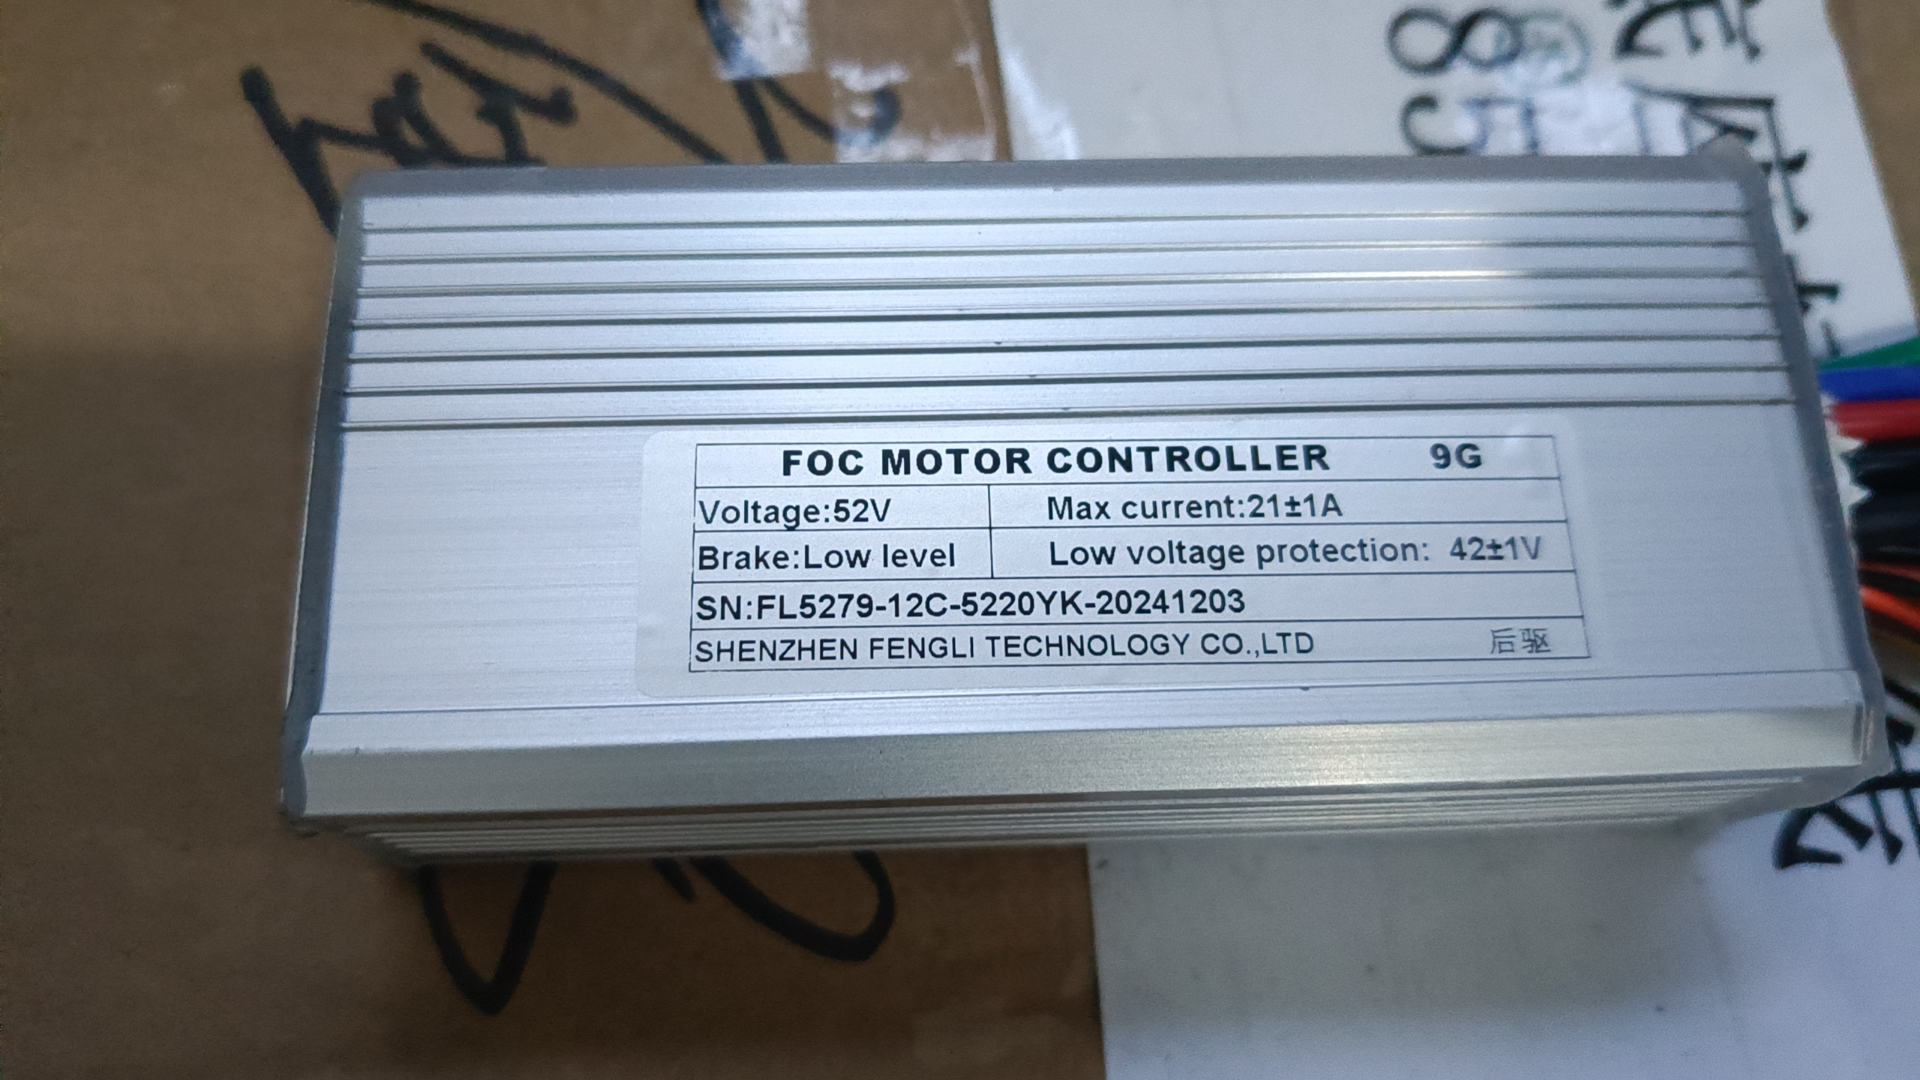 85
FOC MOTOR CONTROLLER 9G
Voltage:52V Max current:21±1A
Brake:Low level Low voltage protection: 42±1V
SN:FL5279-12C-5220YK-20241203
SHENZHEN FENGLI TECHNOLOGY CO.,LTD 后驱